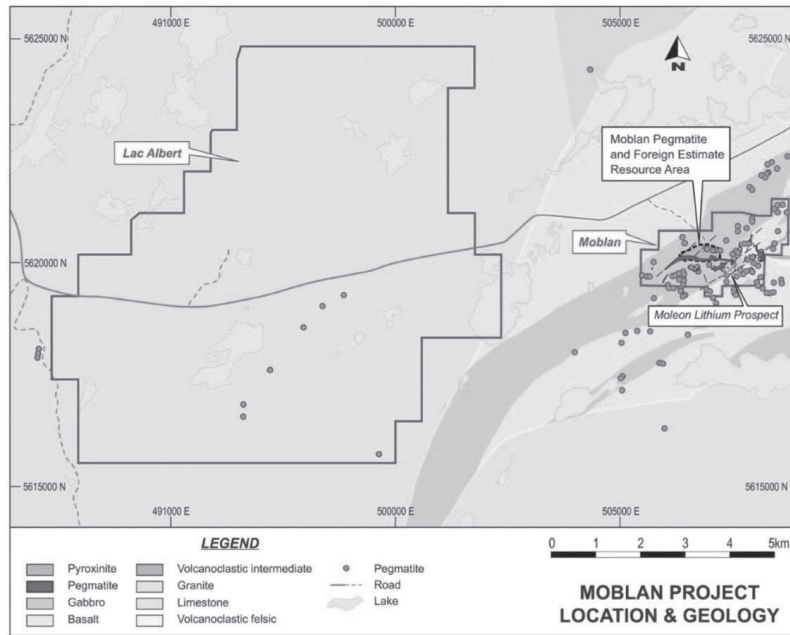 491000 E
500000 E
505000 E
5625000 N
5625000 N
N
Lac Albert
Moblan Pegmatite
and Foreign Estimate
Resource Area
Moblan
5620000 N
5620000 N
Moleon Lithium Prospect
5615000 N
5615000 N
491000 E
500000 E
505000 E
LEGEND
Pyroxinite
Pegmatite
Gabbro
Basalt
Volcanoclastic intermediate
Granite
Limestone
Volcanoclastic felsic
Pegmatite
Road
Lake
0 1 2 3 4 5km
MOBLAN PROJECT
LOCATION & GEOLOGY